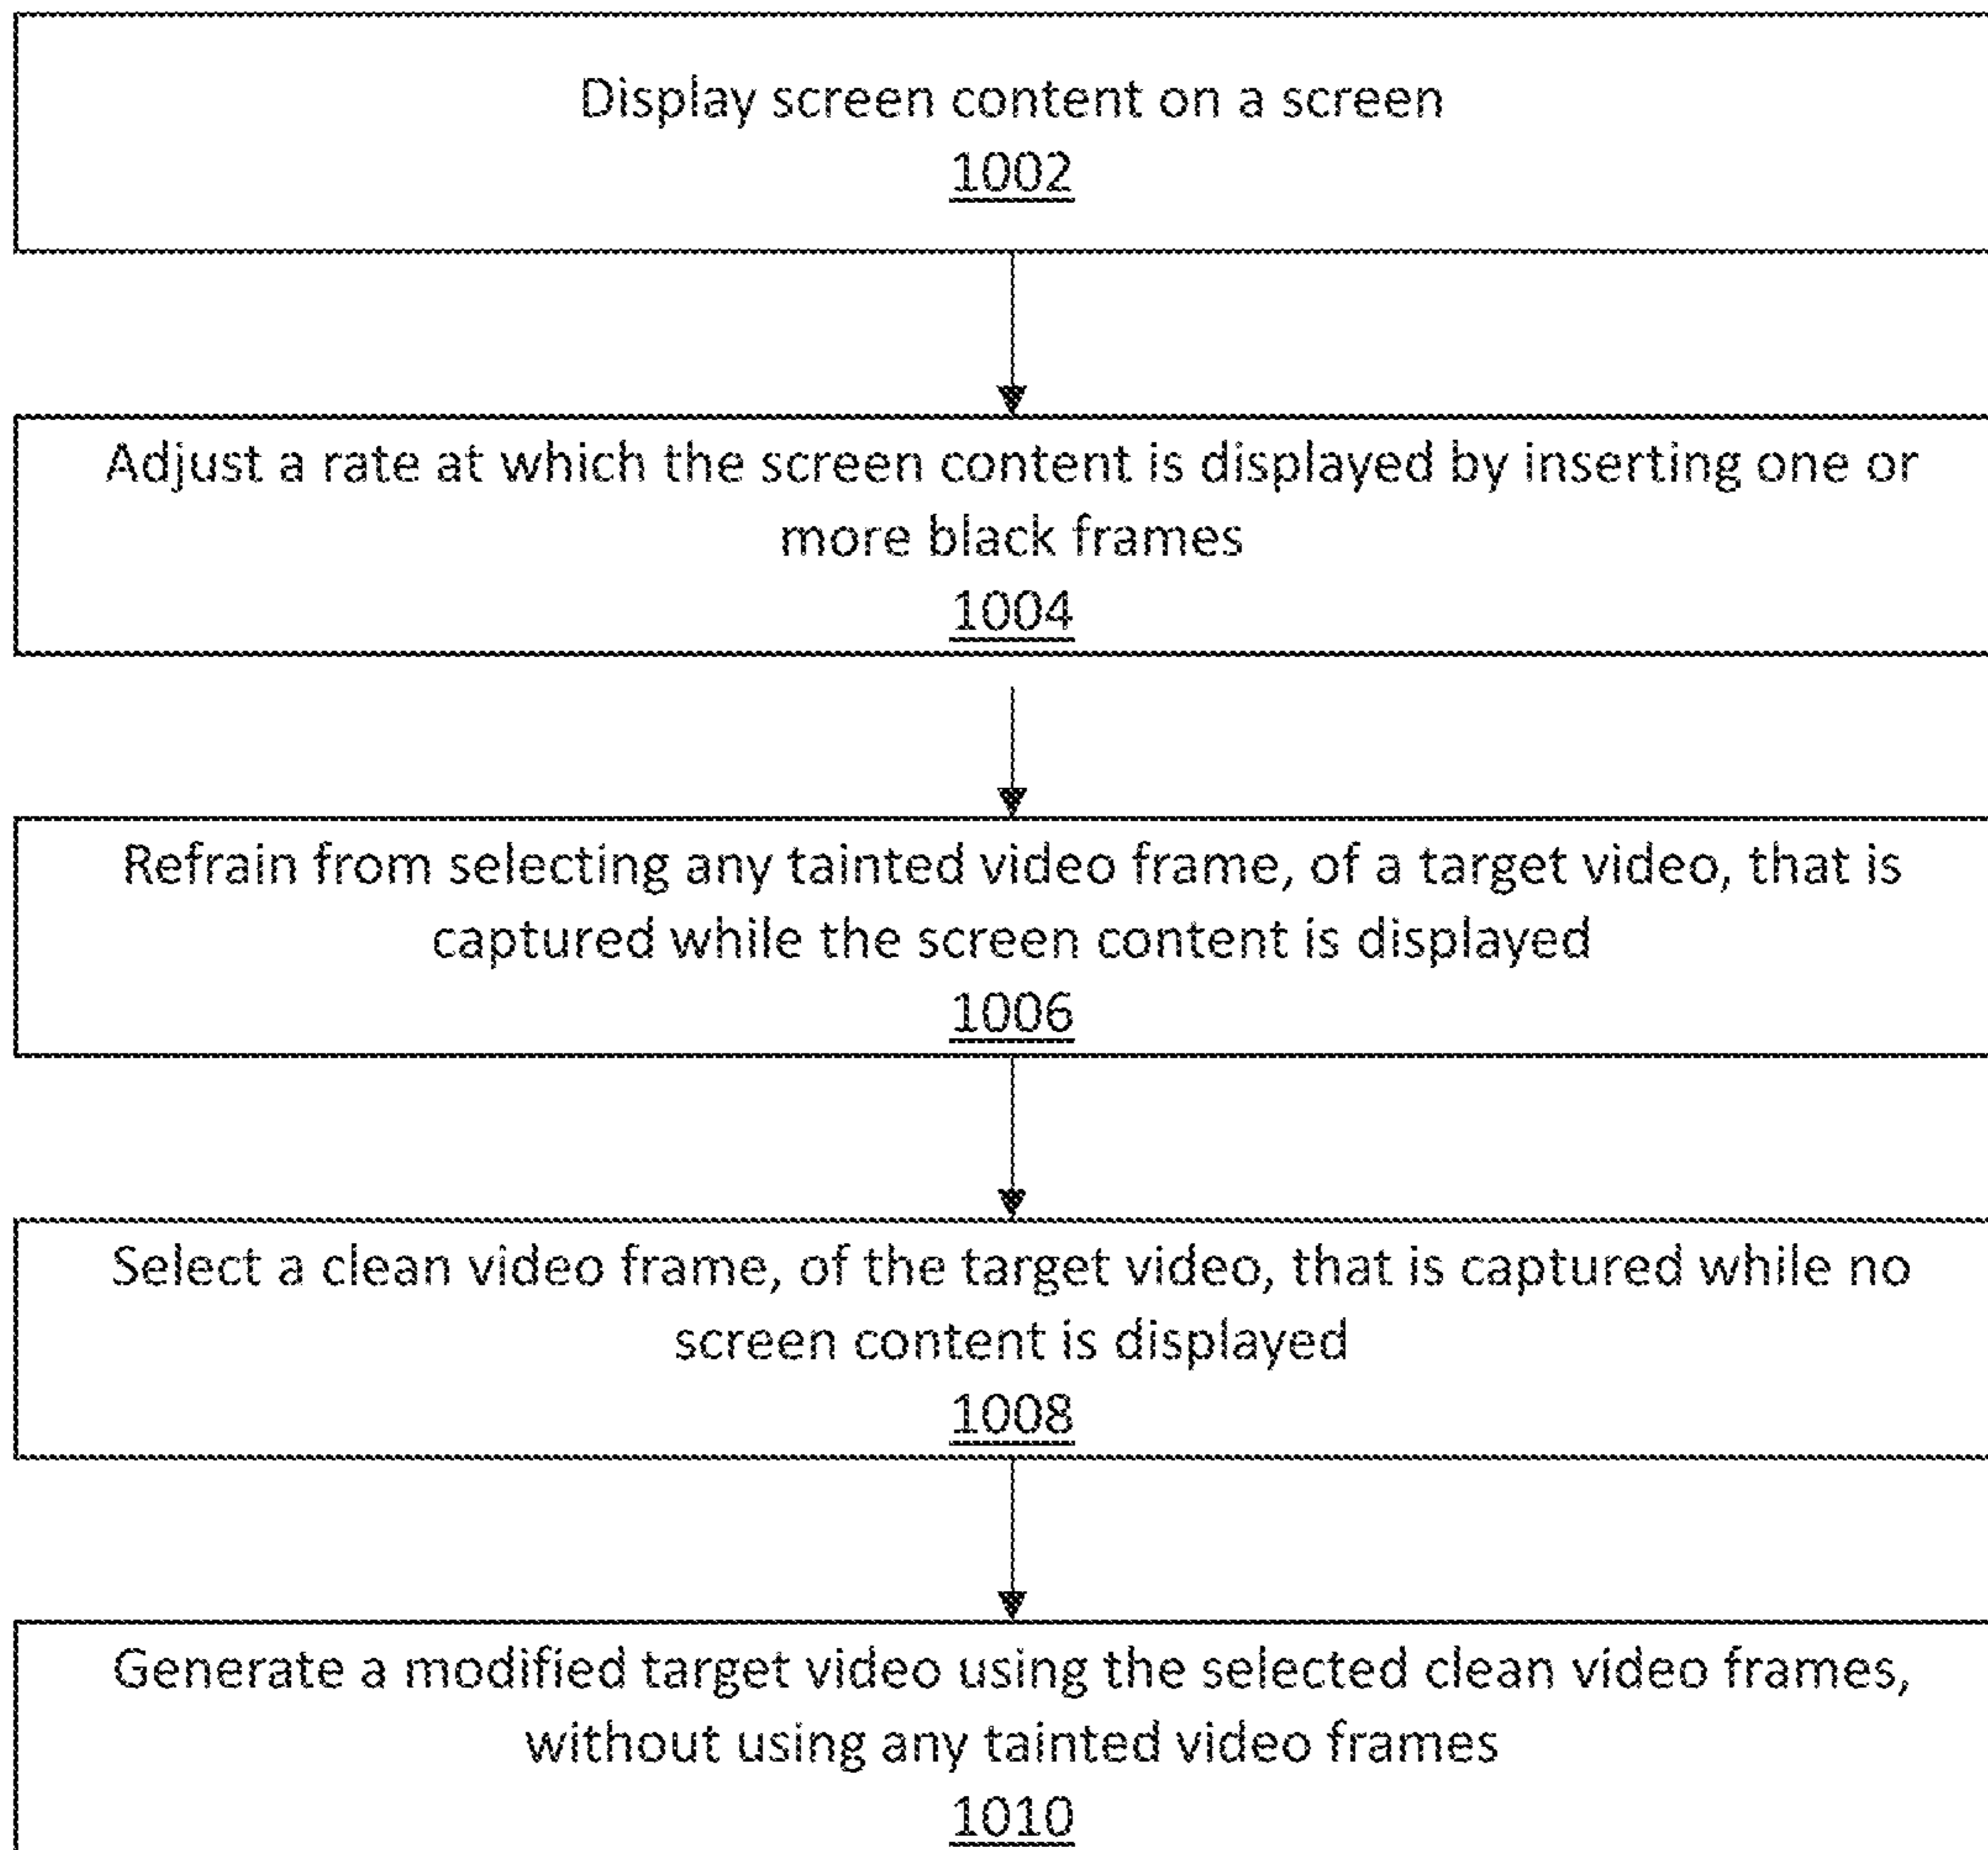 Display screen content on a screen
1002
Adjust a rate at which the screen content is displayed by inserting one or
more black frames
1004
Refrain from selecting any tainted video frame, of a target video, that is
captured while the screen content is displayed
1006
Select a clean video frame, of the target video, that is captured while no
screen content is displayed
1008
Generate a modified target video using the selected clean video frames,
without using any tainted video frames
1010